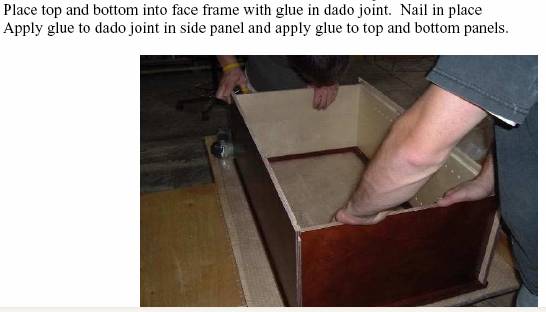 Place top and bottom into face frame with glue in dado joint.  Nail in place
Apply glue to dado joint in side panel and apply glue to top and bottom panels.